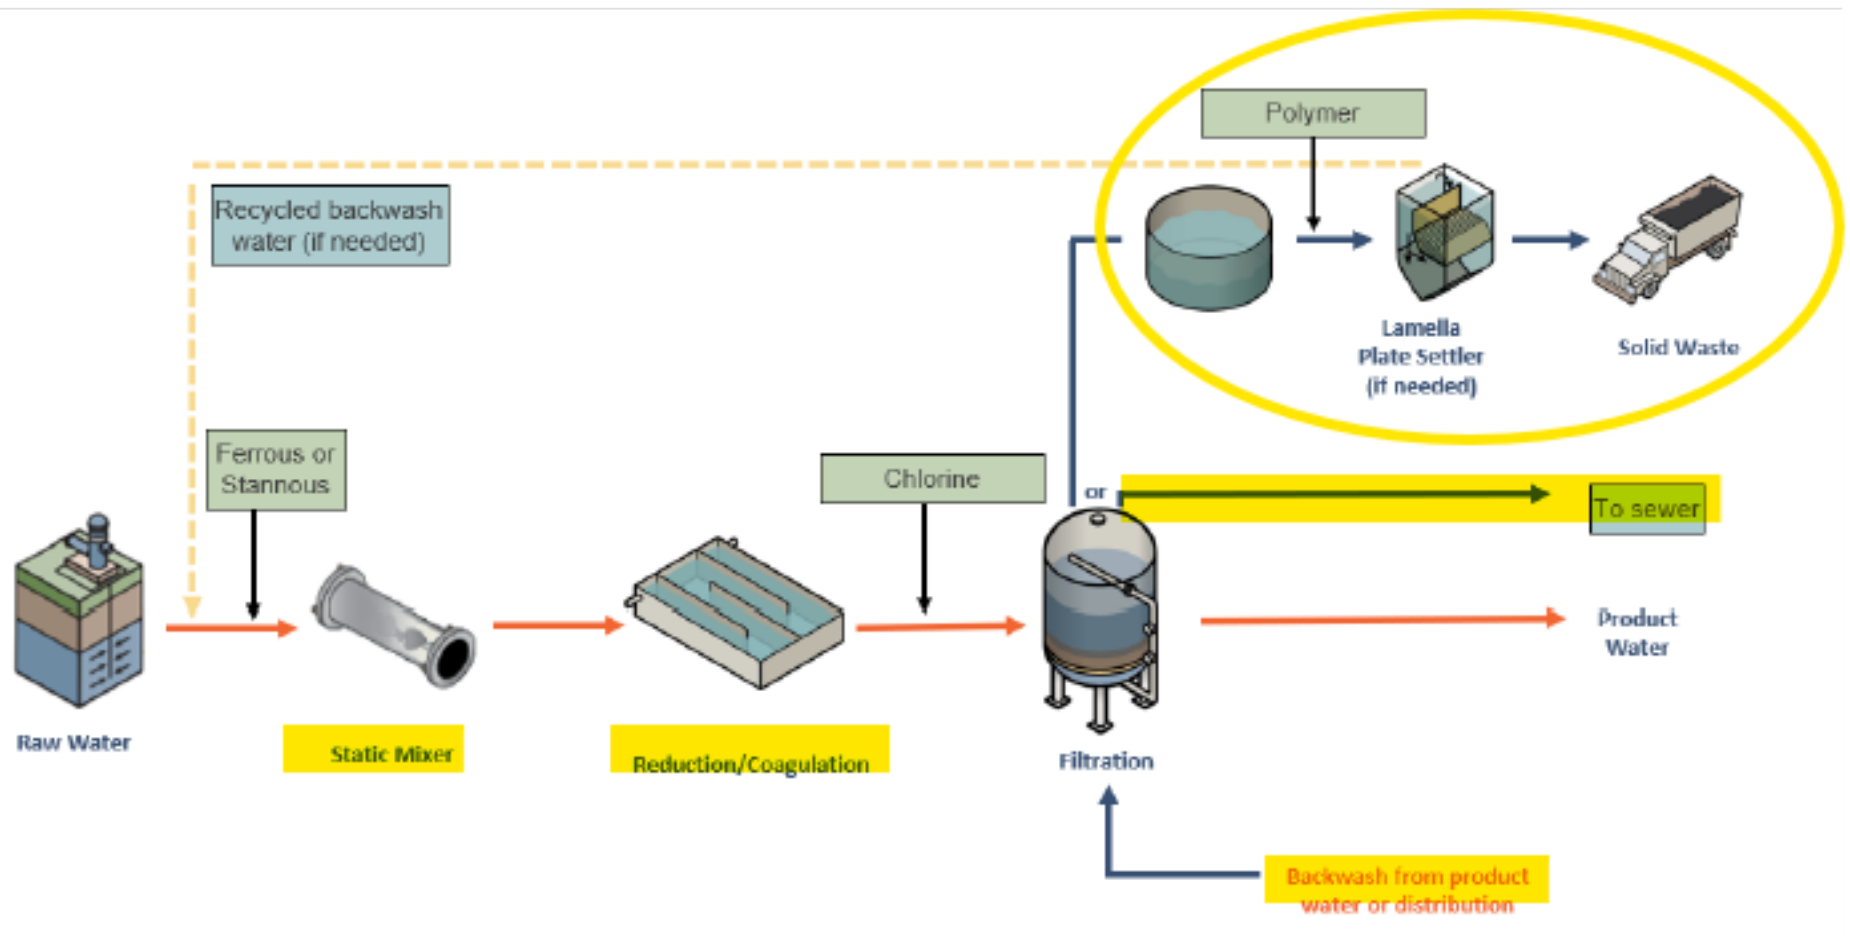 Polymer
Recycled backwash
water (if needed)
Lamella
Plate Settler
(if needed)
Solid Waste
Ferrous or
Stannous
Chlorine
or
To sewer
Product
Water
Raw Water
Static Mixer
Reduction/Coagulation
Filtration
Backwash from product
water or distribution